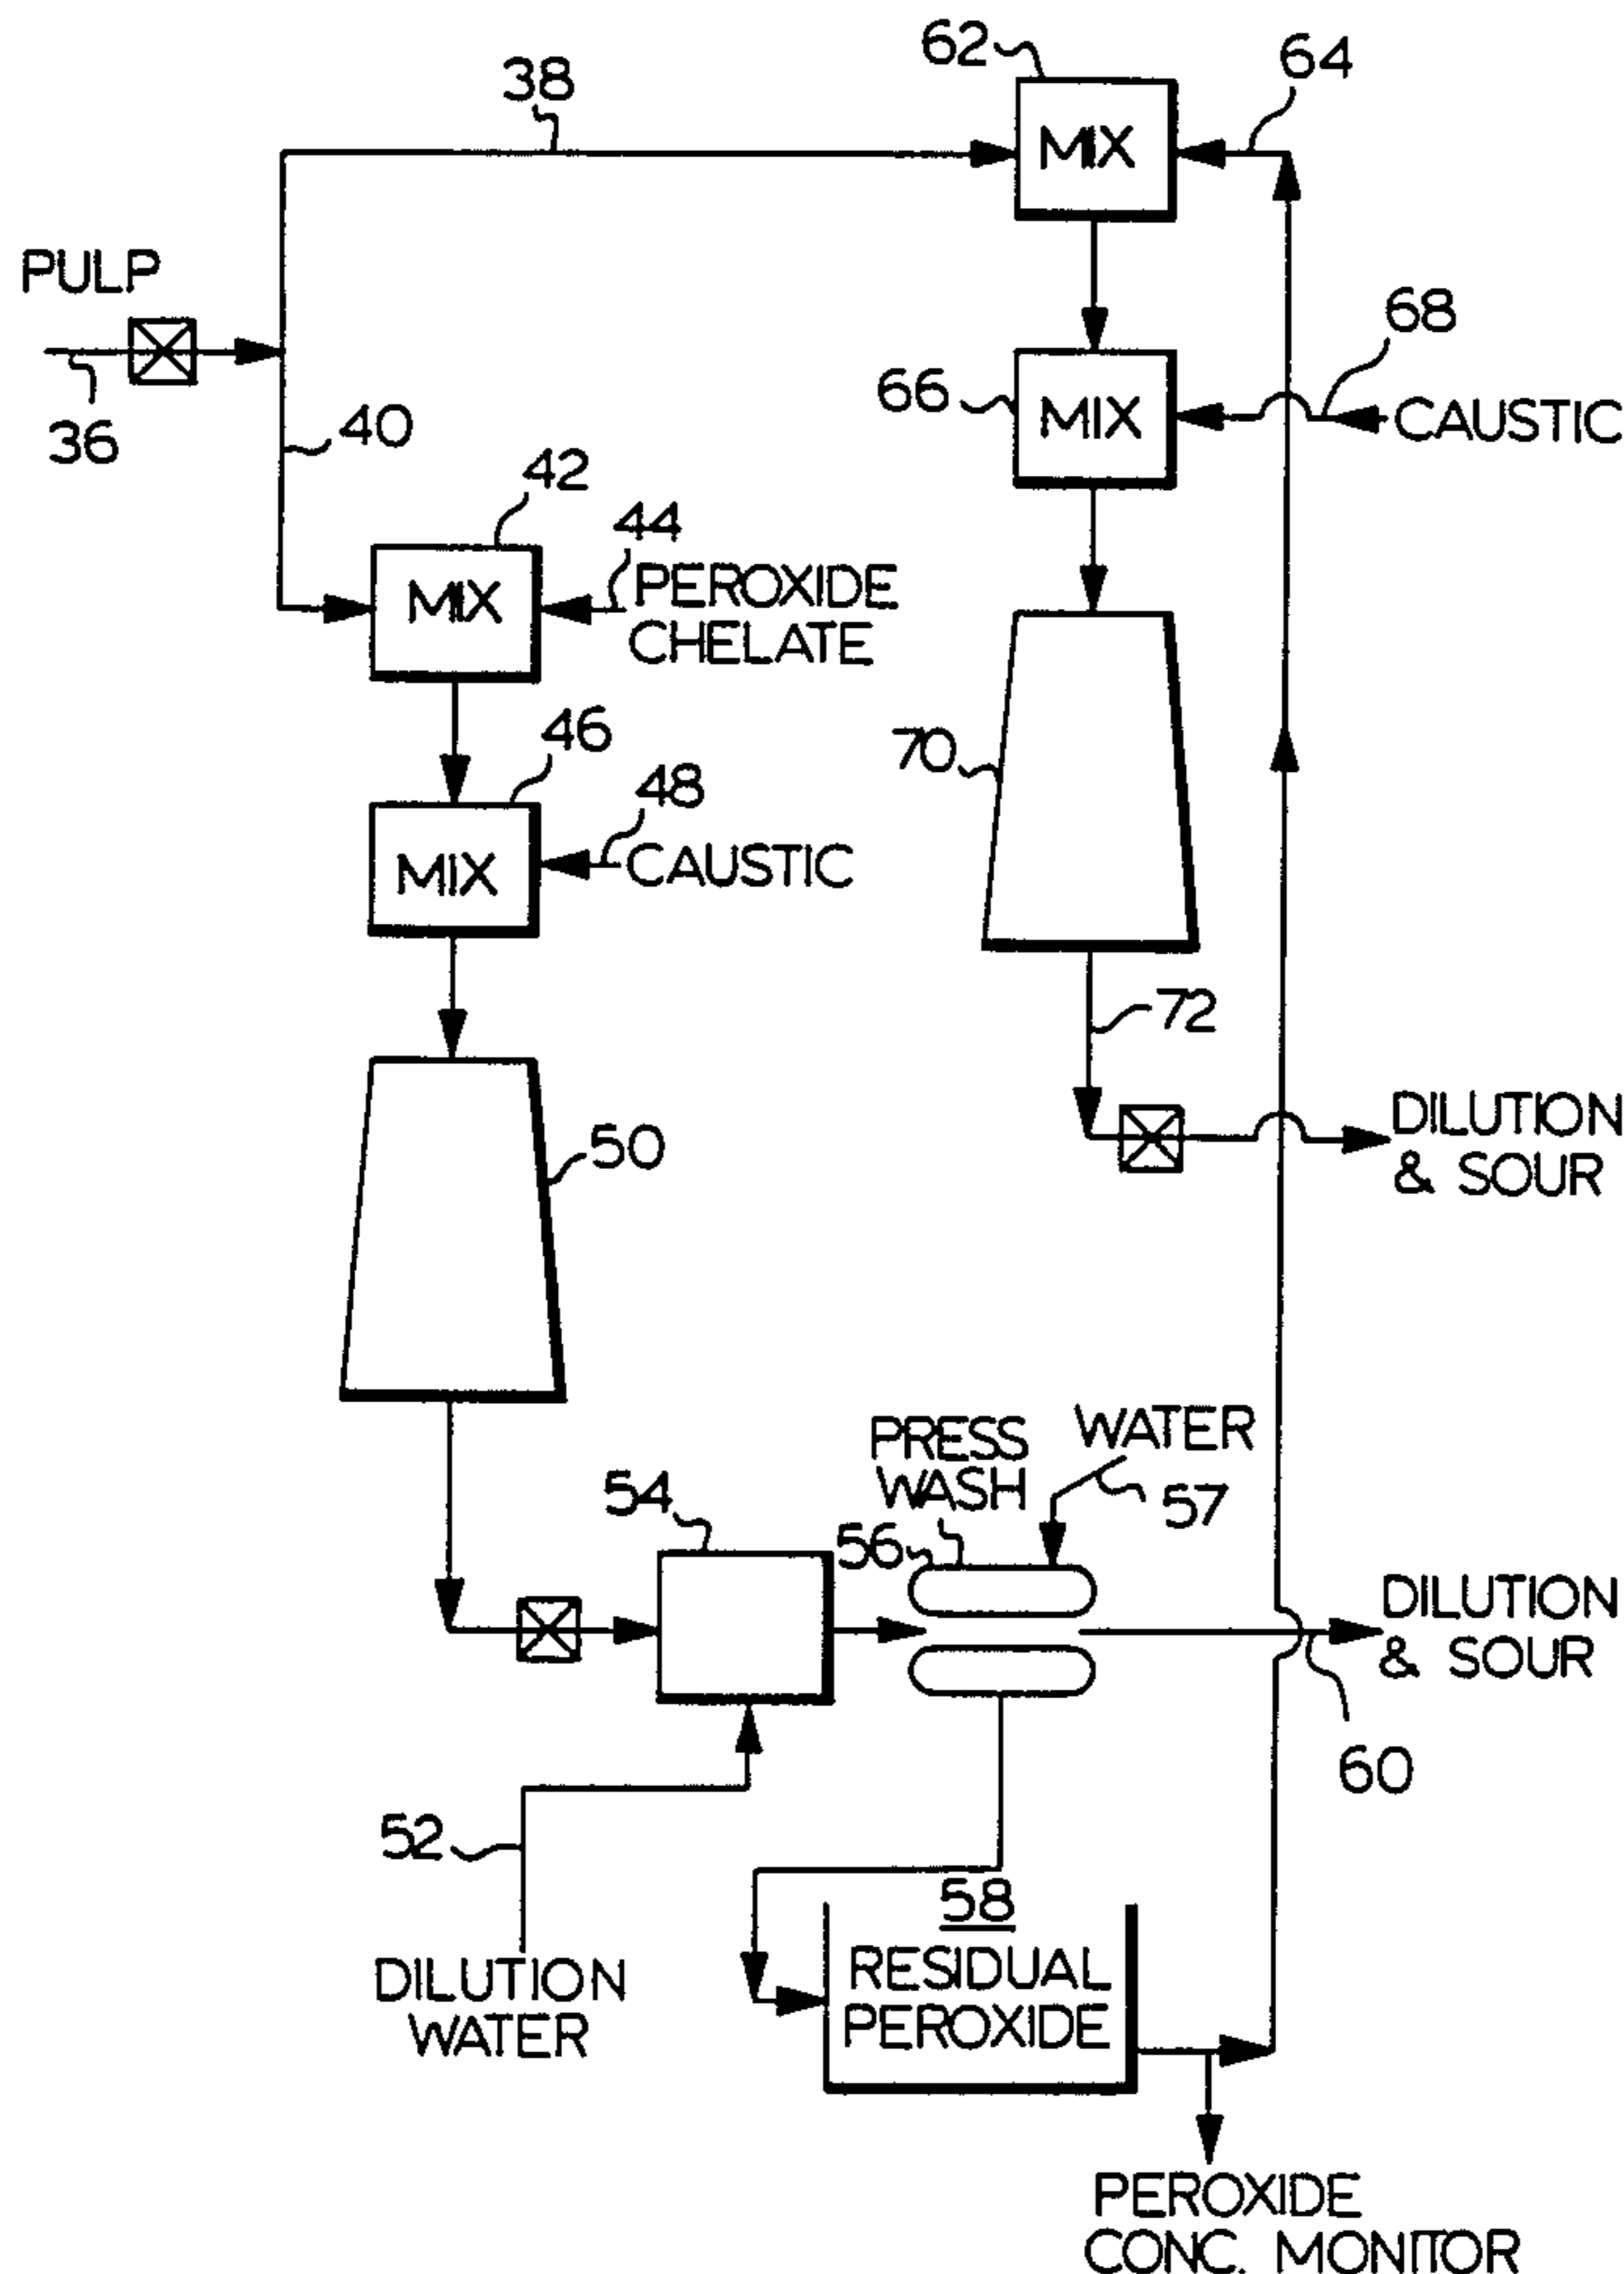 62
64
38
MIX
PULP
68
66
MIX
CAUSTIC
36
40
42
44
MIX
PEROXIDE
CHELATE
46
48
70
MIX
CAUSTIC
72
50
DILUTION
& SOUR
PRESS
WASH
WATER
54
57
56
DILUTION
& SOUR
60
52
58
DILUTION
WATER
RESIDUAL
PEROXIDE
PEROXIDE
CONC. MONITOR